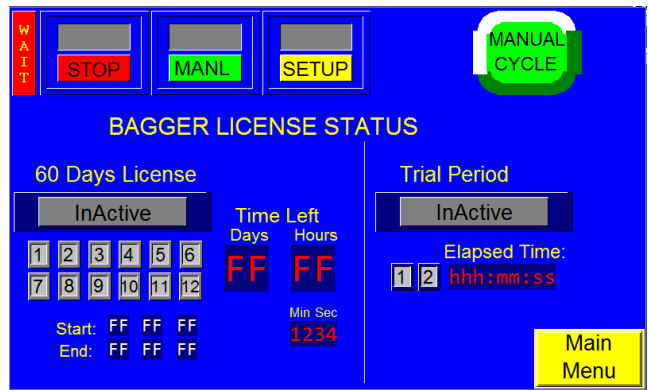 WAIT
STOP
MANL
SETUP
MANUAL
CYCLE
BAGGER LICENSE STATUS
60 Days License
InActive
Time Left
Days Hours
FF FF
1 2 3 4 5 6
7 8 9 10 11 12
Min Sec
1234
Start: FF FF FF
End: FF FF FF
Trial Period
InActive
Elapsed Time:
1 2 hhh:mm:ss
Main
Menu